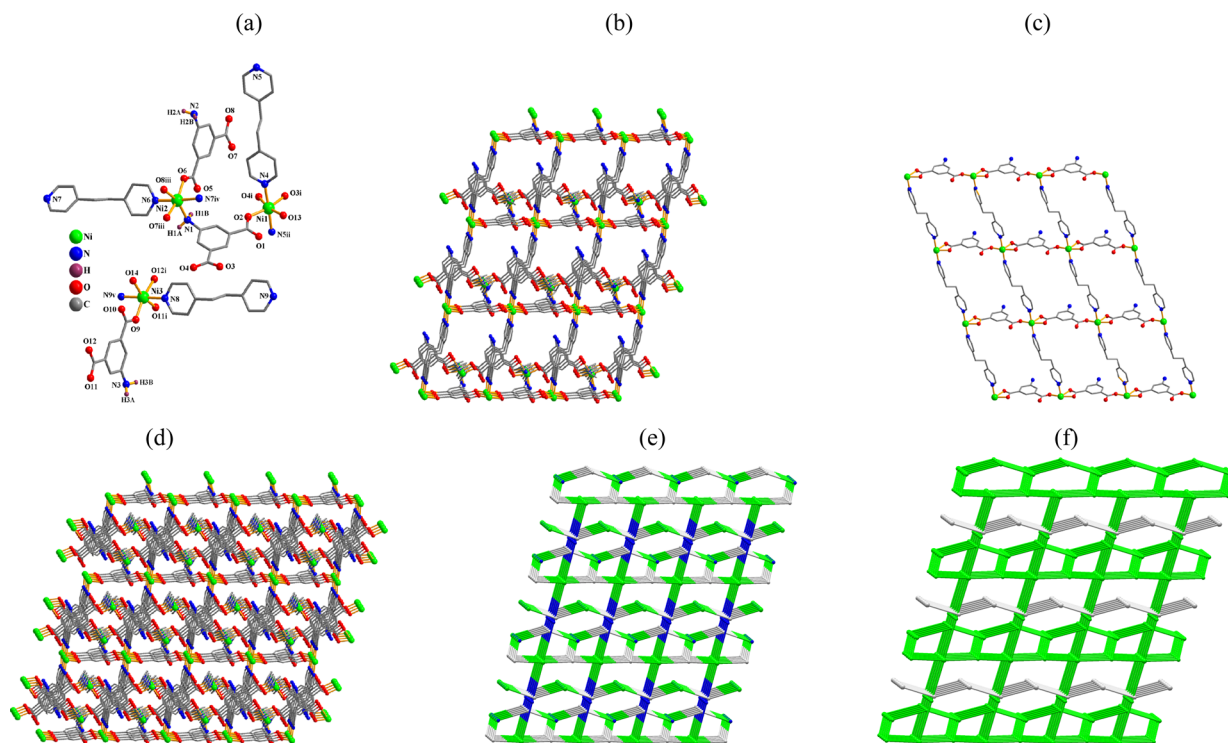 (a)
(b)
(c)
N5
N2
O8
H2A
H2B
O7
O6
O8iii
O5
N4
O3i
O4i
N7
N6
N7iv
Ni2
H1B
O2
O13
Ni1
O7iii
H1A
N1
O1
N5ii
O4
O3
Ni
N
H
O
C
O14
O12i
N9v
Ni3
N8
N9
O10
O11i
O9
O12
O11
N3
H3B
H3A
(d)
(e)
(f)